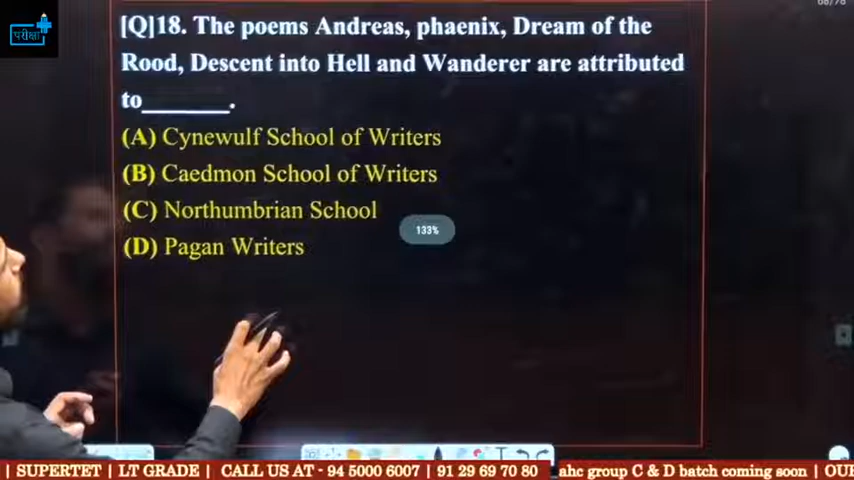 परीक्षा
[Q]18. The poems Andreas, phaenix, Dream of the
Rood, Descent into Hell and Wanderer are attributed
to________.
(A) Cynewulf School of Writers
(B) Caedmon School of Writers
(C) Northumbrian School
(D) Pagan Writers
133%
| SUPERTET | LT GRADE | CALL US AT - 94 5000 6007 | 91 29 69 70 80 ahc group C & D batch coming soon | OU